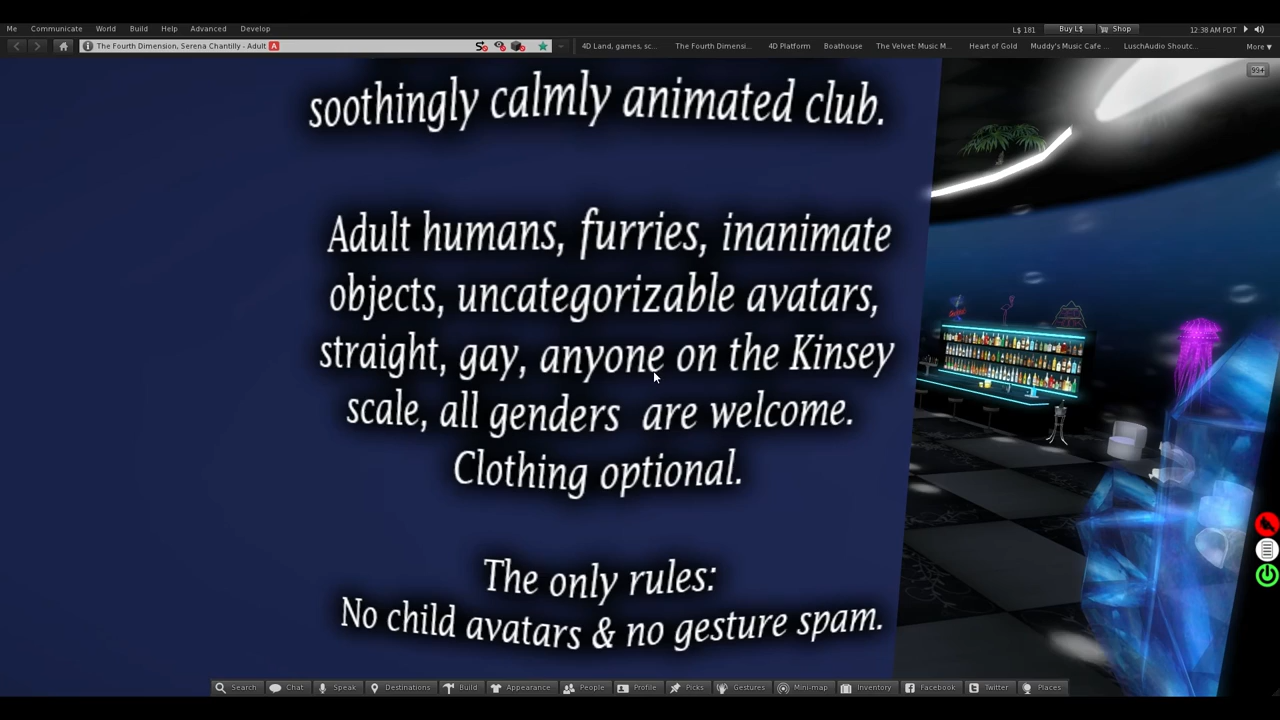 Me Communicate World Build Help Advanced Develop L$ 181 Buy L$ Shop 12:38 AM PDT
The Fourth Dimension, Serena Chantilly - Adult A 4D Land, games, sc... The Fourth Dimensi... 4D Platform Boathouse The Velvet: Music M... Heart of Gold Muddy's Music Cafe ... LuschAudio Shoutc... More ▼
99+
soothingly calmly animated club.
Adult humans, furries, inanimate
objects, uncategorizable avatars,
straight, gay, anyone on the Kinsey
scale, all genders are welcome.
Clothing optional.
The only rules:
No child avatars & no gesture spam.
Search Chat Speak Destinations Build Appearance People Profile Picks Gestures Mini-map Inventory Facebook Twitter Places